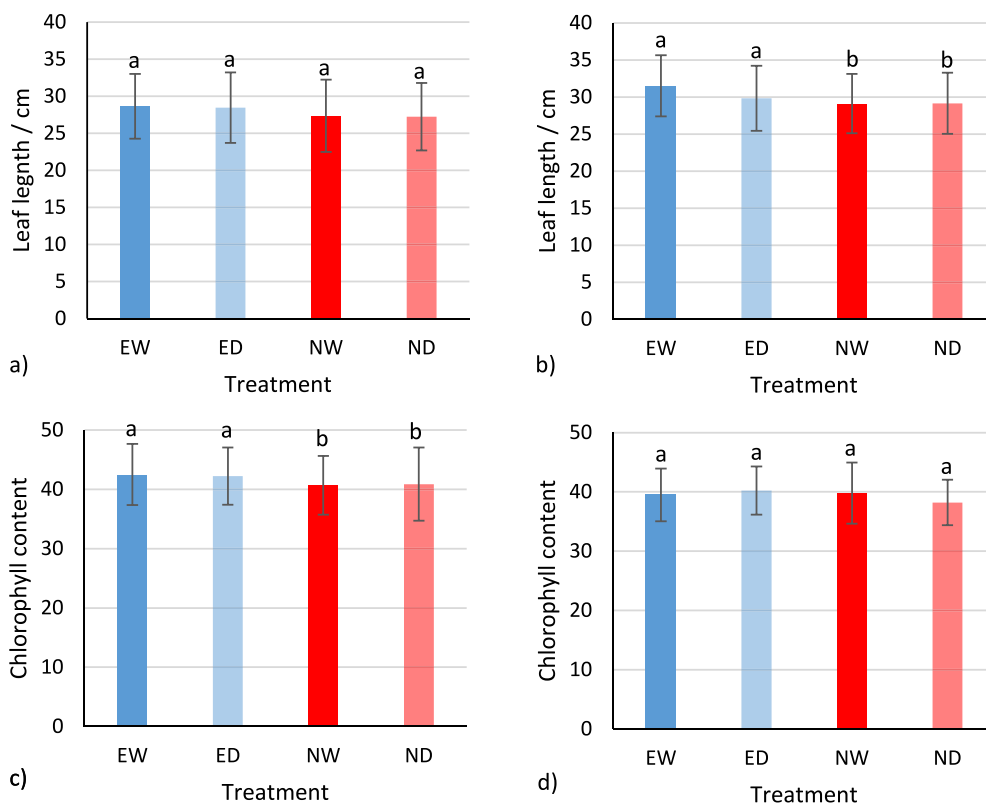 40
35
30
25
20
15
10
5
0
Leaf legnth / cm
a a a a
EW ED NW ND
Treatment
a)
40
35
30
25
20
15
10
5
0
Leaf length / cm
a a b b
EW ED NW ND
Treatment
b)
50
40
30
20
10
0
Chlorophyll content
a a b b
EW ED NW ND
Treatment
c)
50
40
30
20
10
0
Chlorophyll content
a a a a
EW ED NW ND
Treatment
d)